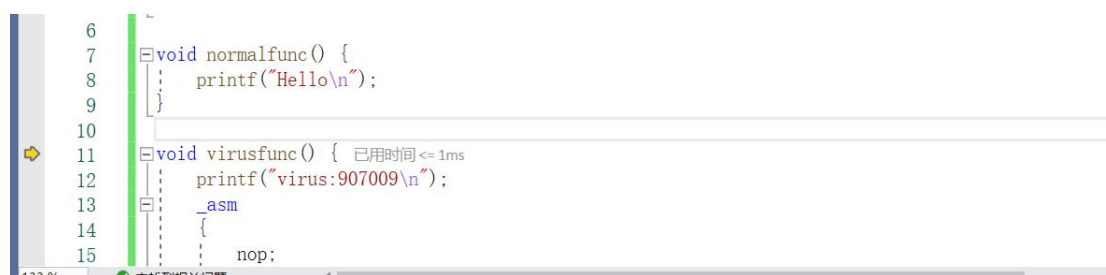 6
7 void normalfunc() {
8 printf("Hello\n");
9 }
10
11 void virusfunc() { 已用时间 <= 1ms
12 printf("virus:907009\n");
13 _asm
14 {
15 nop;